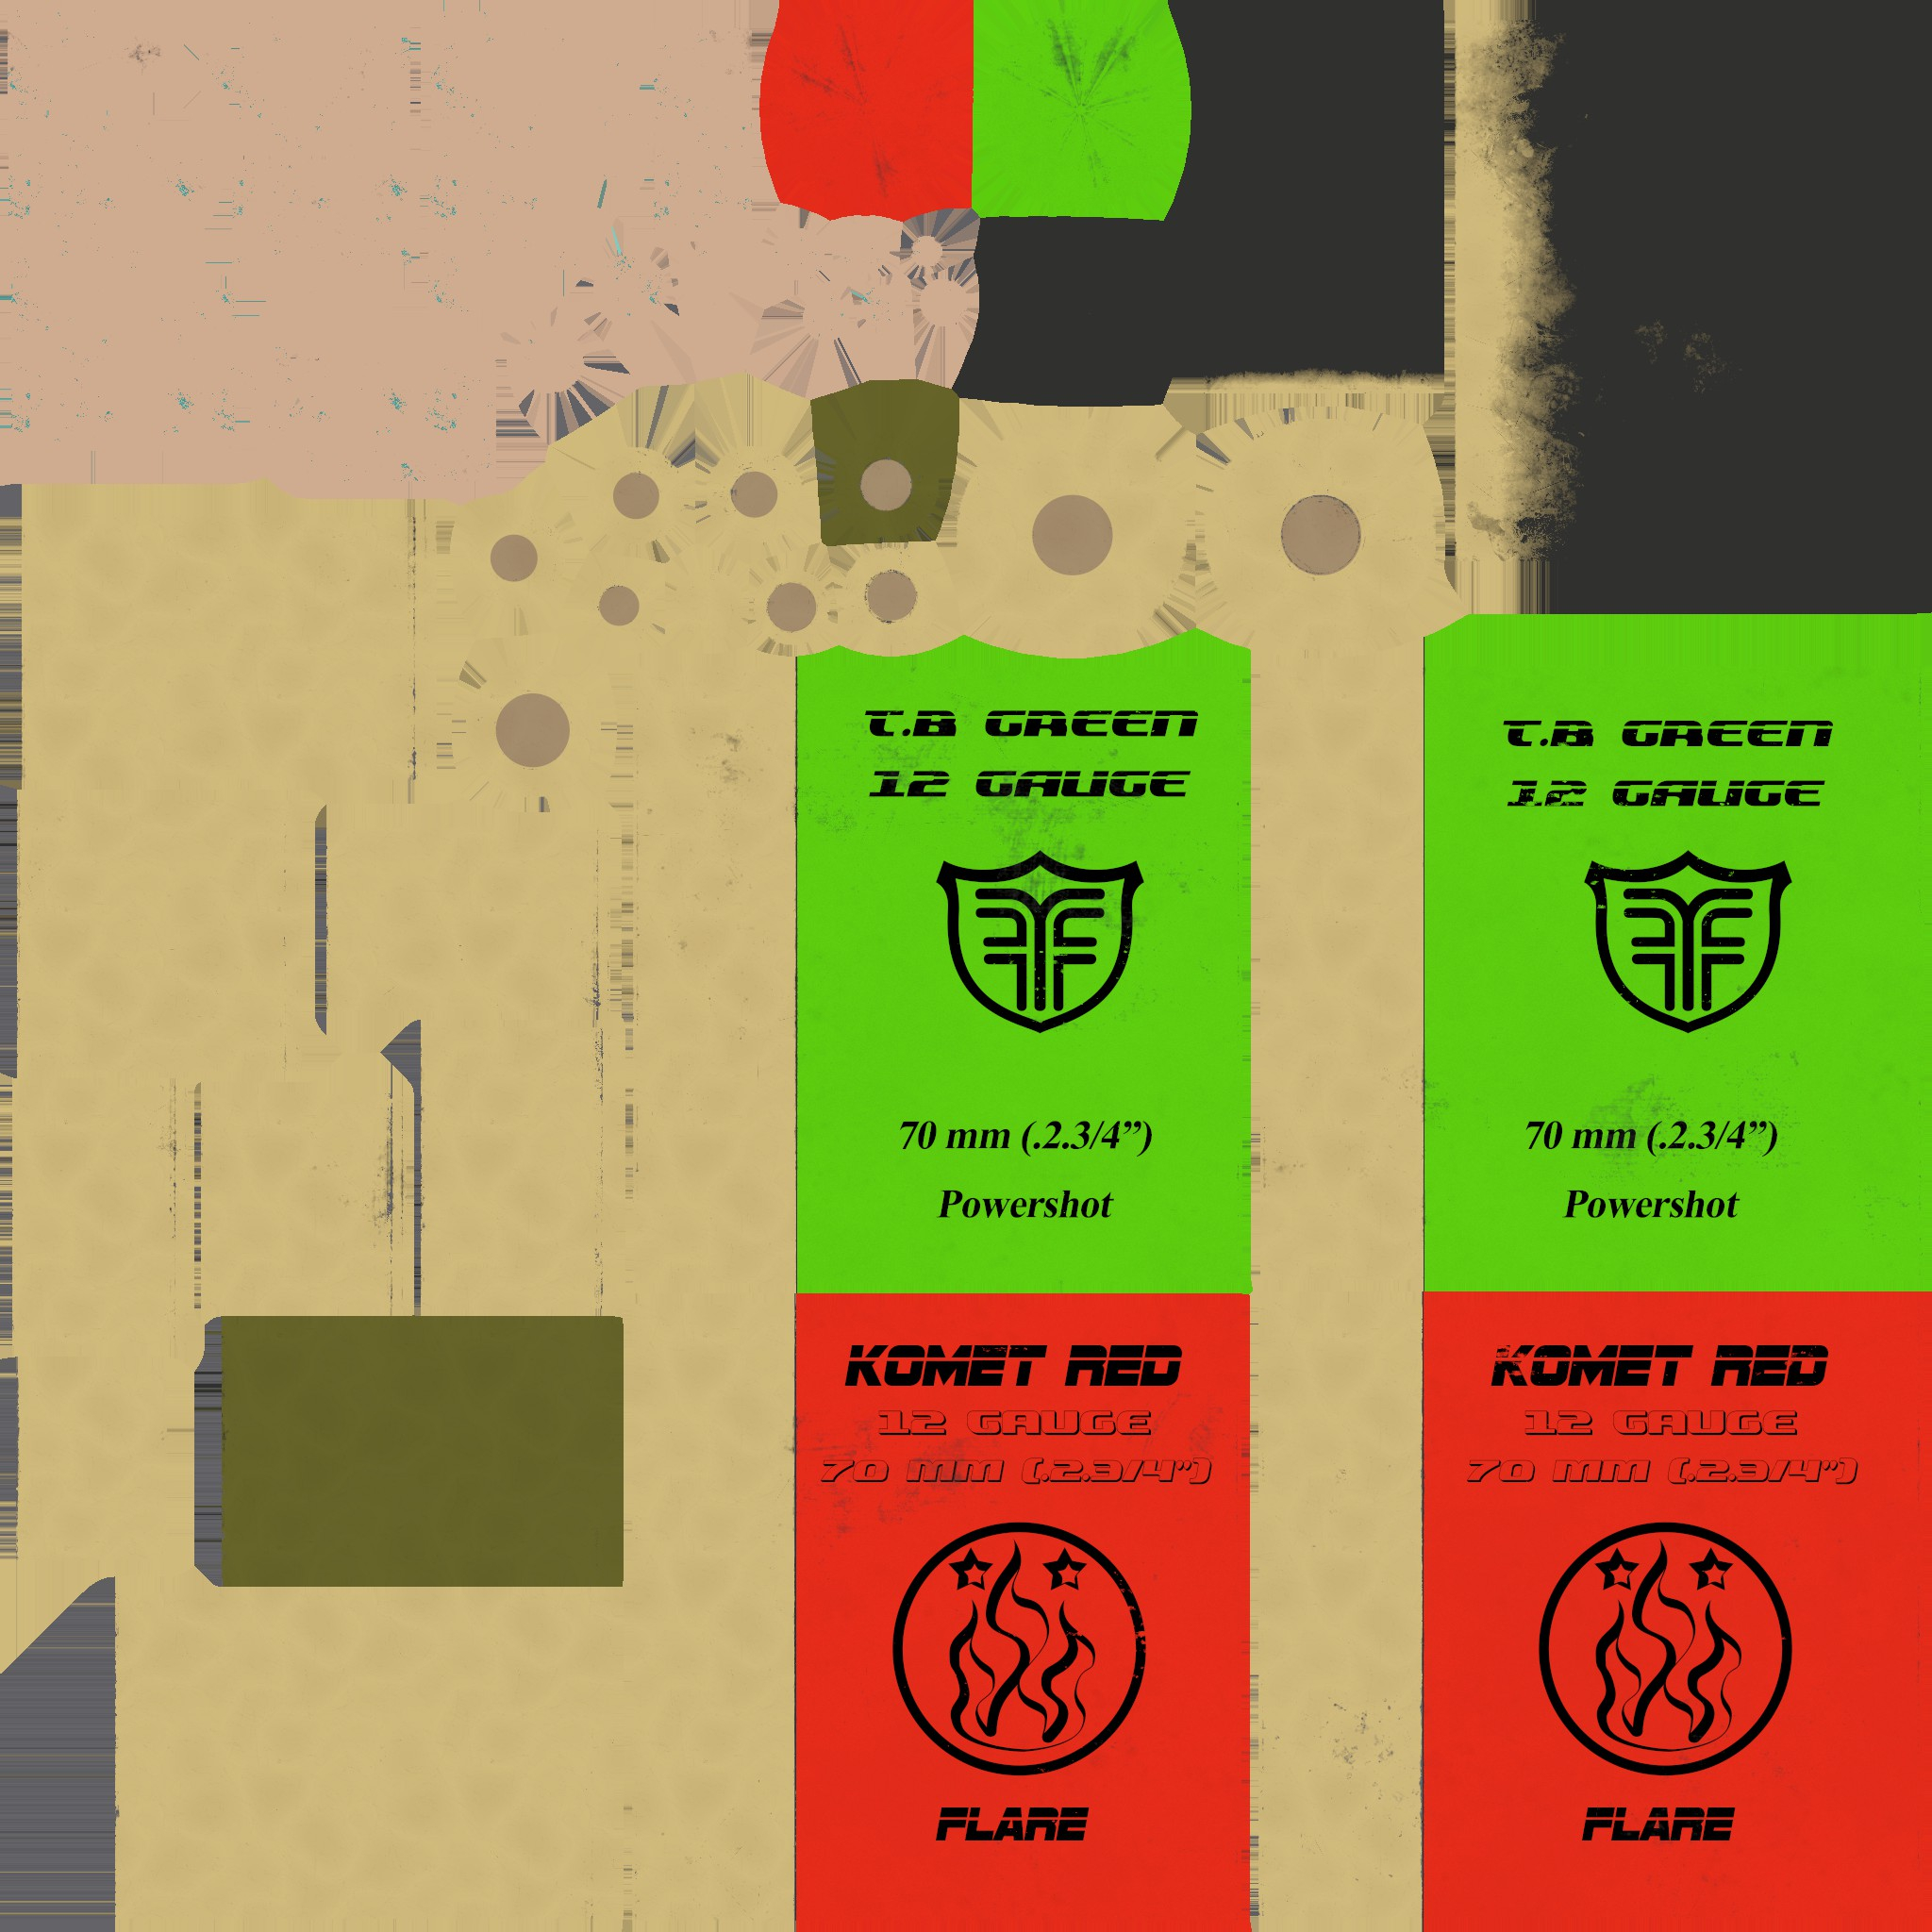 T.B GREEN
12 GAUGE
70 mm (.2.3/4”)
Powershot
T.B GREEN
12 GAUGE
70 mm (.2.3/4”)
Powershot
KOMET RED
12 GAUGE
70 MM (.2.3/4”)
FLARE
KOMET RED
12 GAUGE
70 MM (.2.3/4”)
FLARE